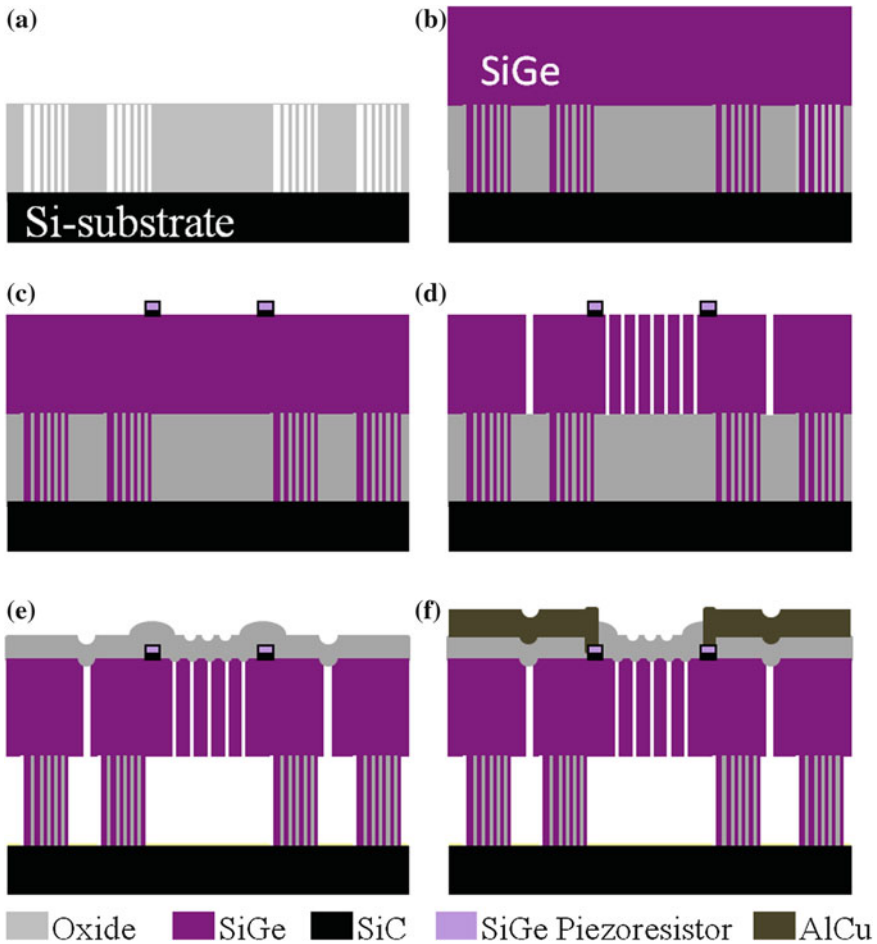 (a)
(b)
SiGe
Si-substrate
(c)
(d)
(e)
(f)
Oxide
SiGe
SiC
SiGe Piezoresistor
AlCu